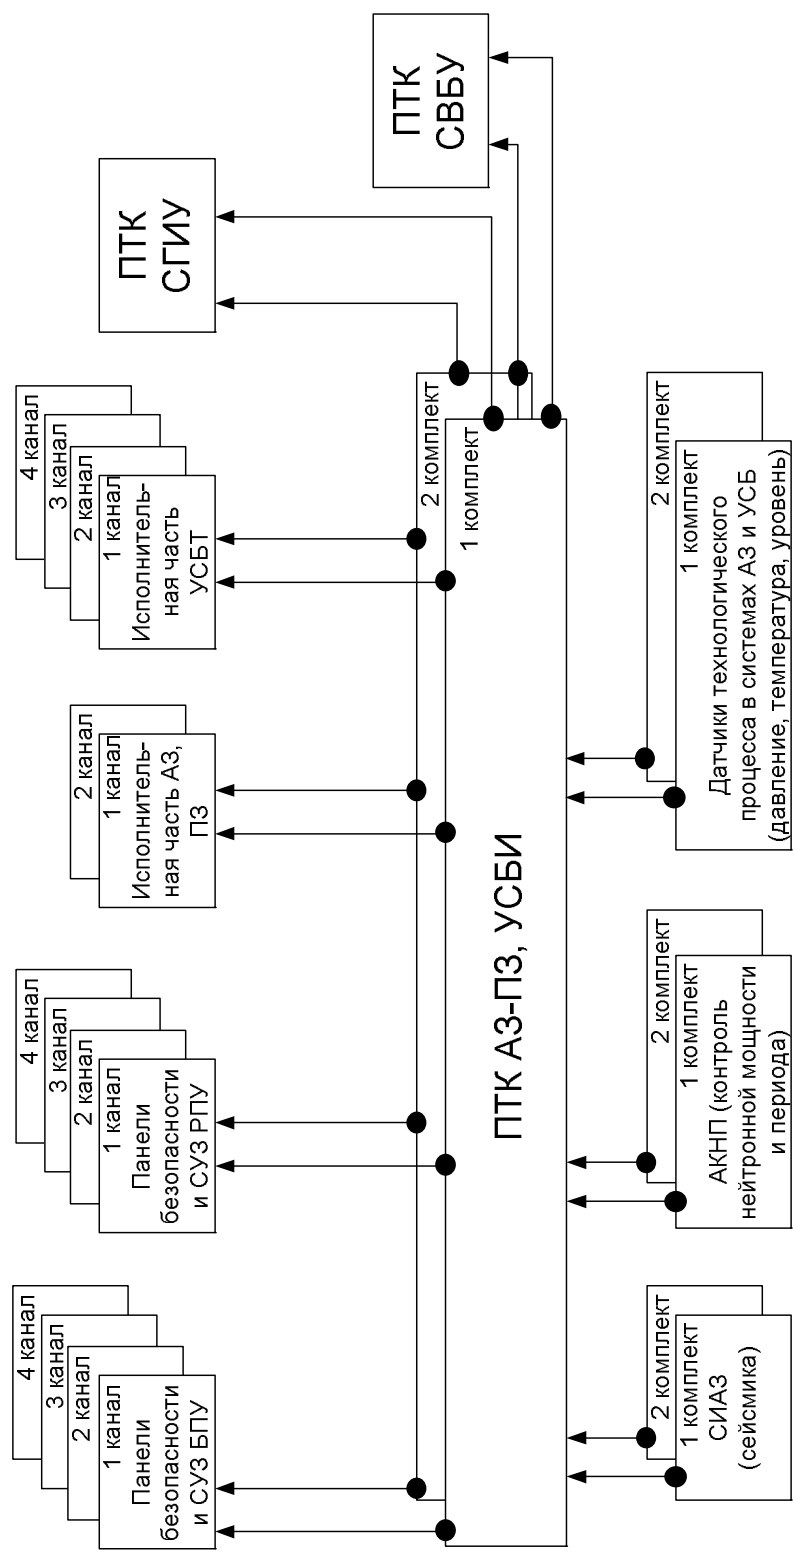 4 канал
3 канал
2 канал
1 канал
Панели
безопасности
и СУЗ БПУ
4 канал
3 канал
2 канал
1 канал
Панели
безопасности
и СУЗ РПУ
2 канал
1 канал
Исполнитель-
ная часть АЗ,
ПЗ
4 канал
3 канал
2 канал
1 канал
Исполнитель-
ная часть
УСБТ
ПТК
СГИУ
ПТК
СВБУ
2 комплект
1 комплект
ПТК АЗ-ПЗ, УСБИ
2 комплект
1 комплект
СИАЗ
(сейсмика)
2 комплект
1 комплект
АКНП (контроль
нейтронной мощности
и периода)
2 комплект
1 комплект
Датчики технологического
процесса в системах АЗ и УСБ
(давление, температура, уровень)